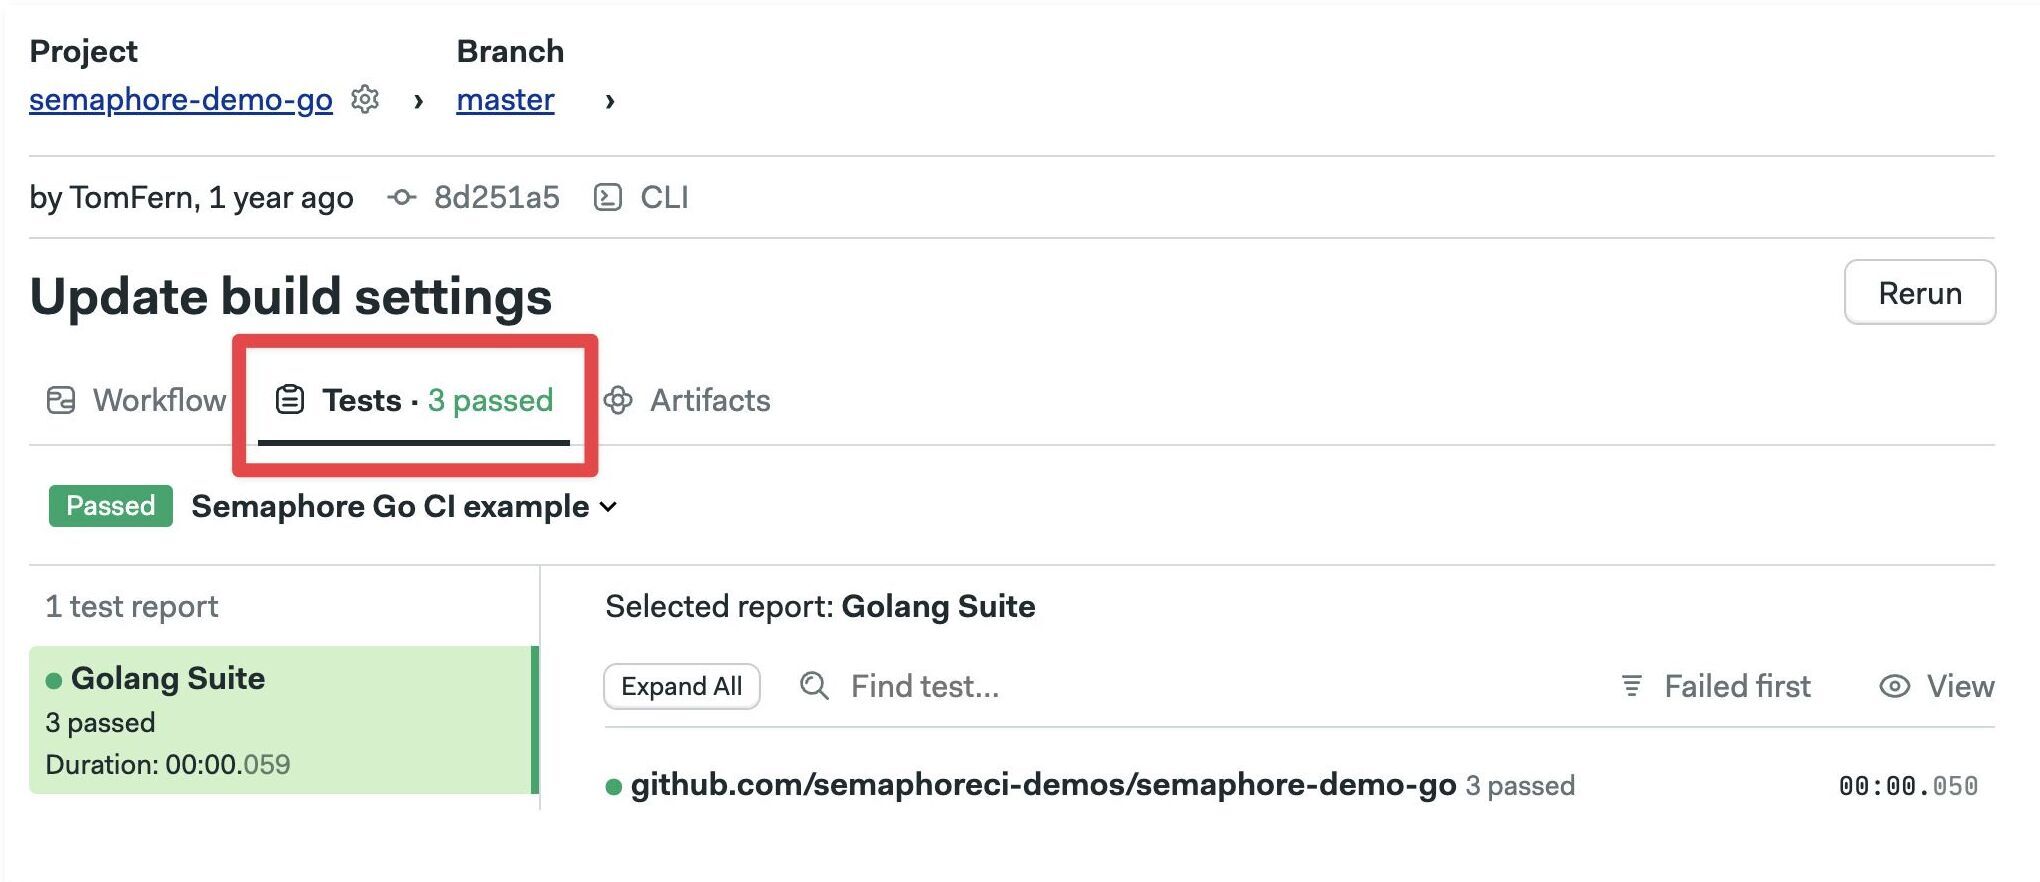 Project Branch
semaphore-demo-go › master ›
by TomFern, 1 year ago 8d251a5 CLI
Update build settings
Rerun
Workflow Tests · 3 passed Artifacts
Passed Semaphore Go CI example
1 test report
Golang Suite
3 passed
Duration: 00:00.059
Selected report: Golang Suite
Expand All Find test... Failed first View
github.com/semaphoreci-demos/semaphore-demo-go 3 passed 00:00.050